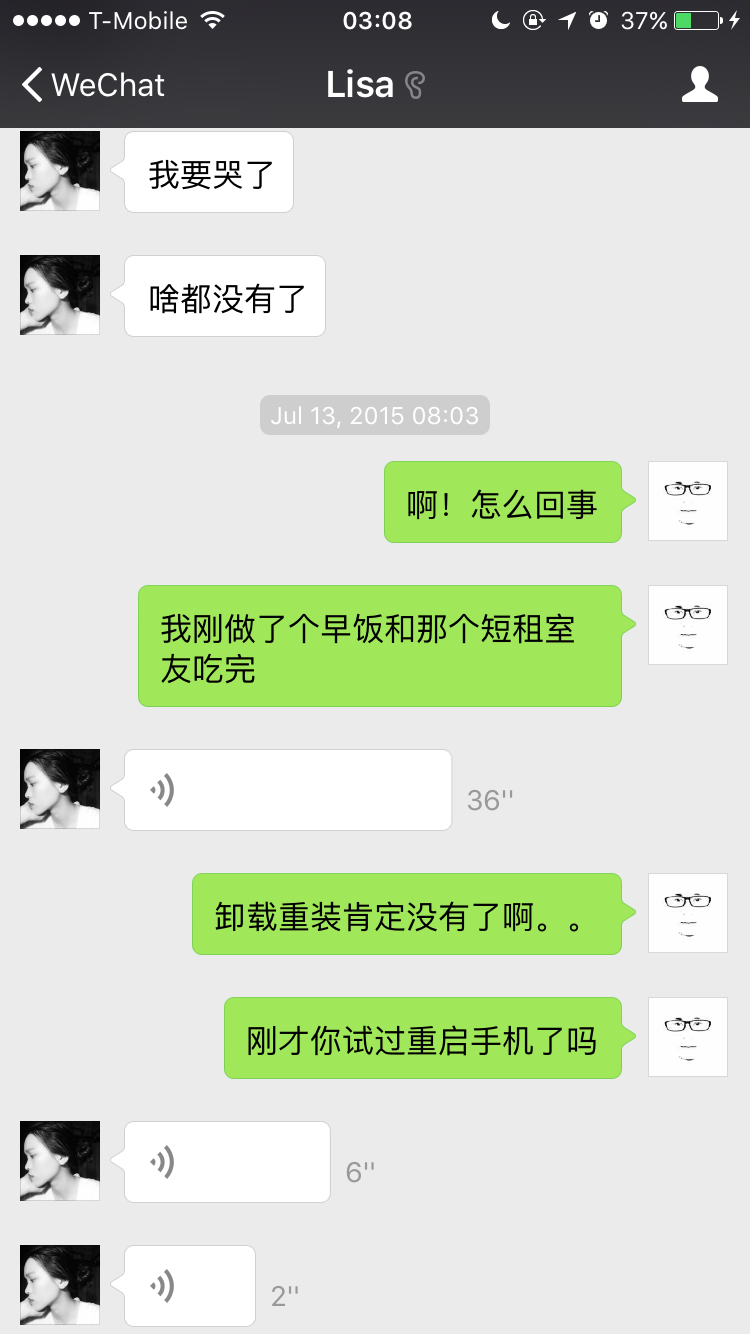 T-Mobile 03:08 37%
WeChat Lisa
我要哭了
啥都没有了
Jul 13, 2015 08:03
啊！怎么回事
我刚做了个早饭和那个短租室
友吃完
36''
卸载重装肯定没有了啊。。
刚才你试过重启手机了吗
6''
2''